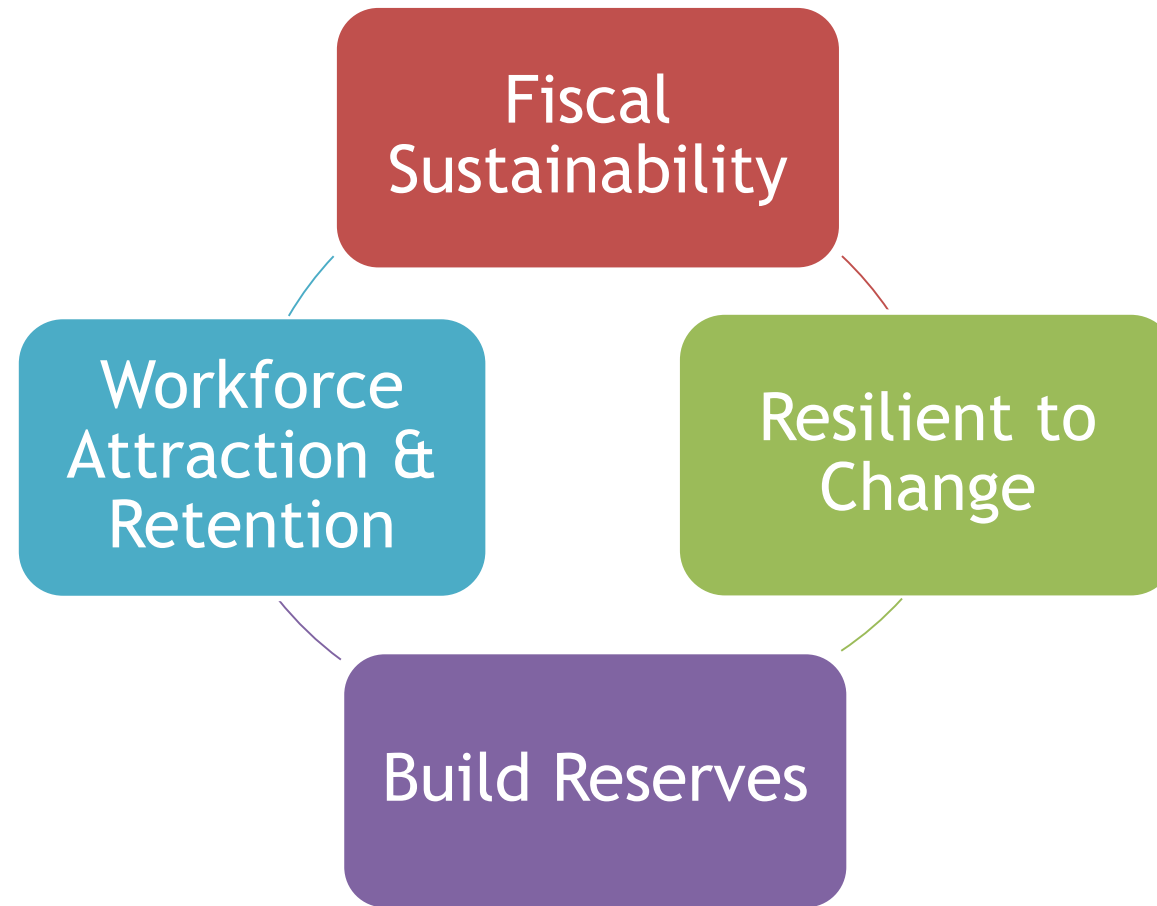 Fiscal
Sustainability
Workforce
Attraction &
Retention
Resilient to
Change
Build Reserves